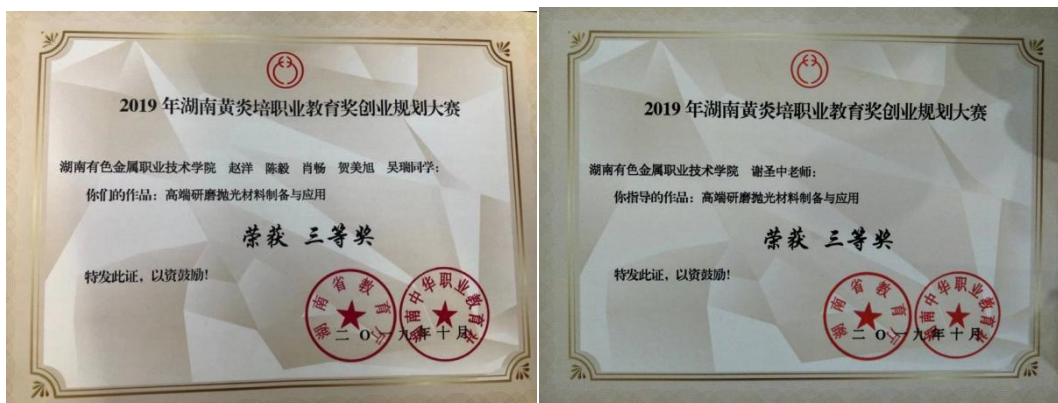 2019 年湖南黄炎培职业教育奖创业规划大赛
湖南有色金属职业技术学院 赵洋 陈毅 肖畅 贺美旭 吴瑞同学:
你们的作品: 高端研磨抛光材料制备与应用
荣获 三等奖
特发此证, 以资鼓励!
湖南省教育厅
湖南中华职业教育社
二〇一九年十月
2019 年湖南黄炎培职业教育奖创业规划大赛
湖南有色金属职业技术学院 谢圣中老师:
你指导的作品: 高端研磨抛光材料制备与应用
荣获 三等奖
特发此证, 以资鼓励!
湖南省教育厅
湖南中华职业教育社
二〇一九年十月